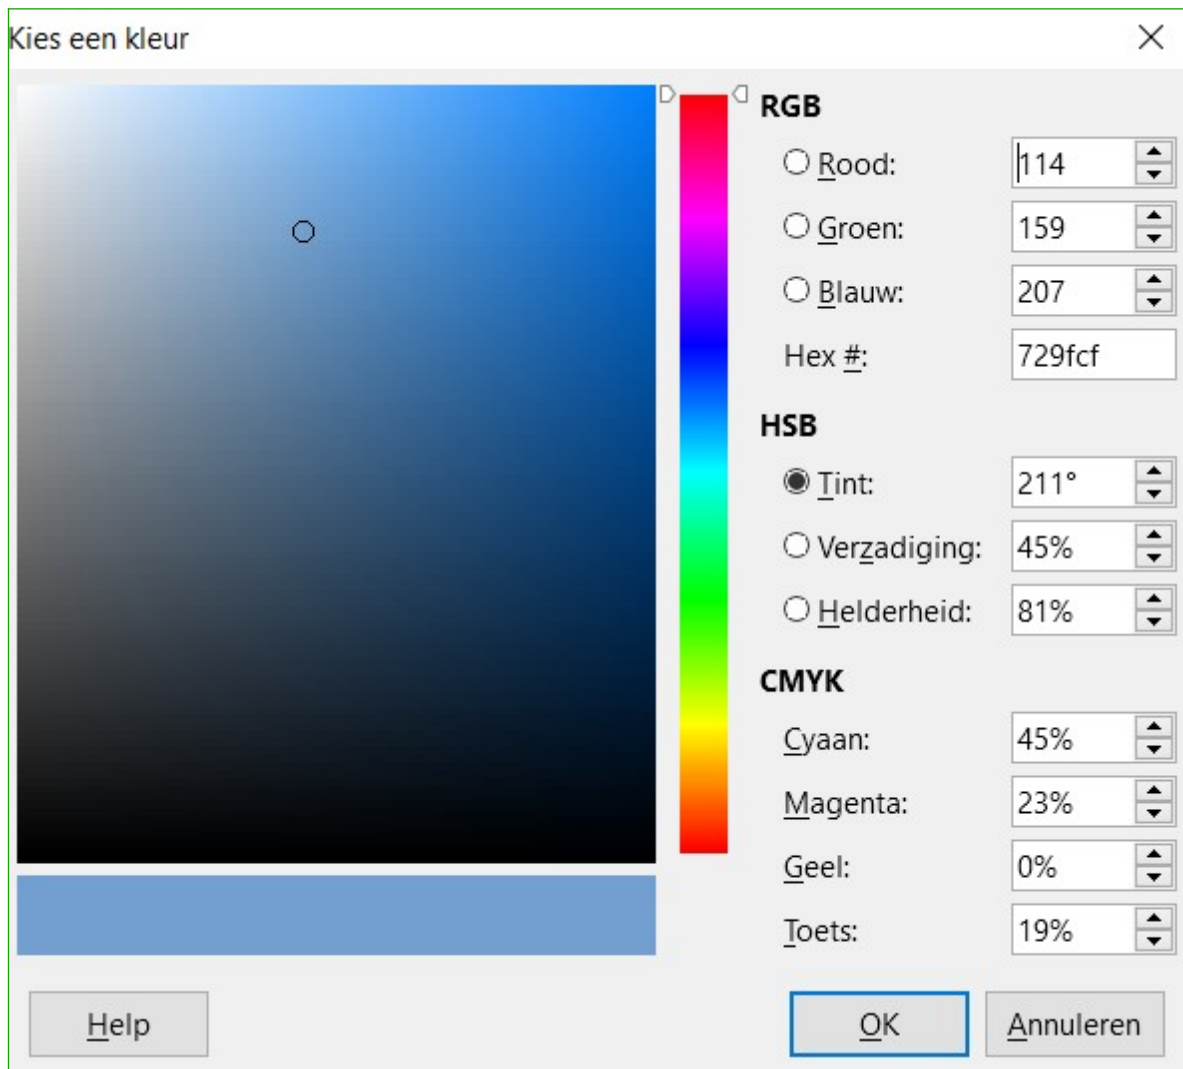 Kies een kleur
RGB
Rood: 114
Groen: 159
Blauw: 207
Hex #: 729fcf
HSB
Tint: 211°
Verzadiging: 45%
Helderheid: 81%
CMYK
Cyaan: 45%
Magenta: 23%
Geel: 0%
Toets: 19%
Help OK Annuleren